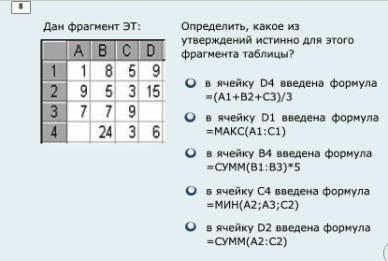 8
Дан фрагмент ЭТ:
A B C D
1 1 8 5 9
2 9 5 3 15
3 7 7 9
4 24 3 6
Определить, какое из
утверждений истинно для этого
фрагмента таблицы?
в ячейку D4 введена формула
=(A1+B2+C3)/3
в ячейку D1 введена формула
=МАКС(A1:C1)
в ячейку B4 введена формула
=СУММ(B1:B3)*5
в ячейку C4 введена формула
=МИН(A2;A3;C2)
в ячейку D2 введена формула
=СУММ(A2:C2)